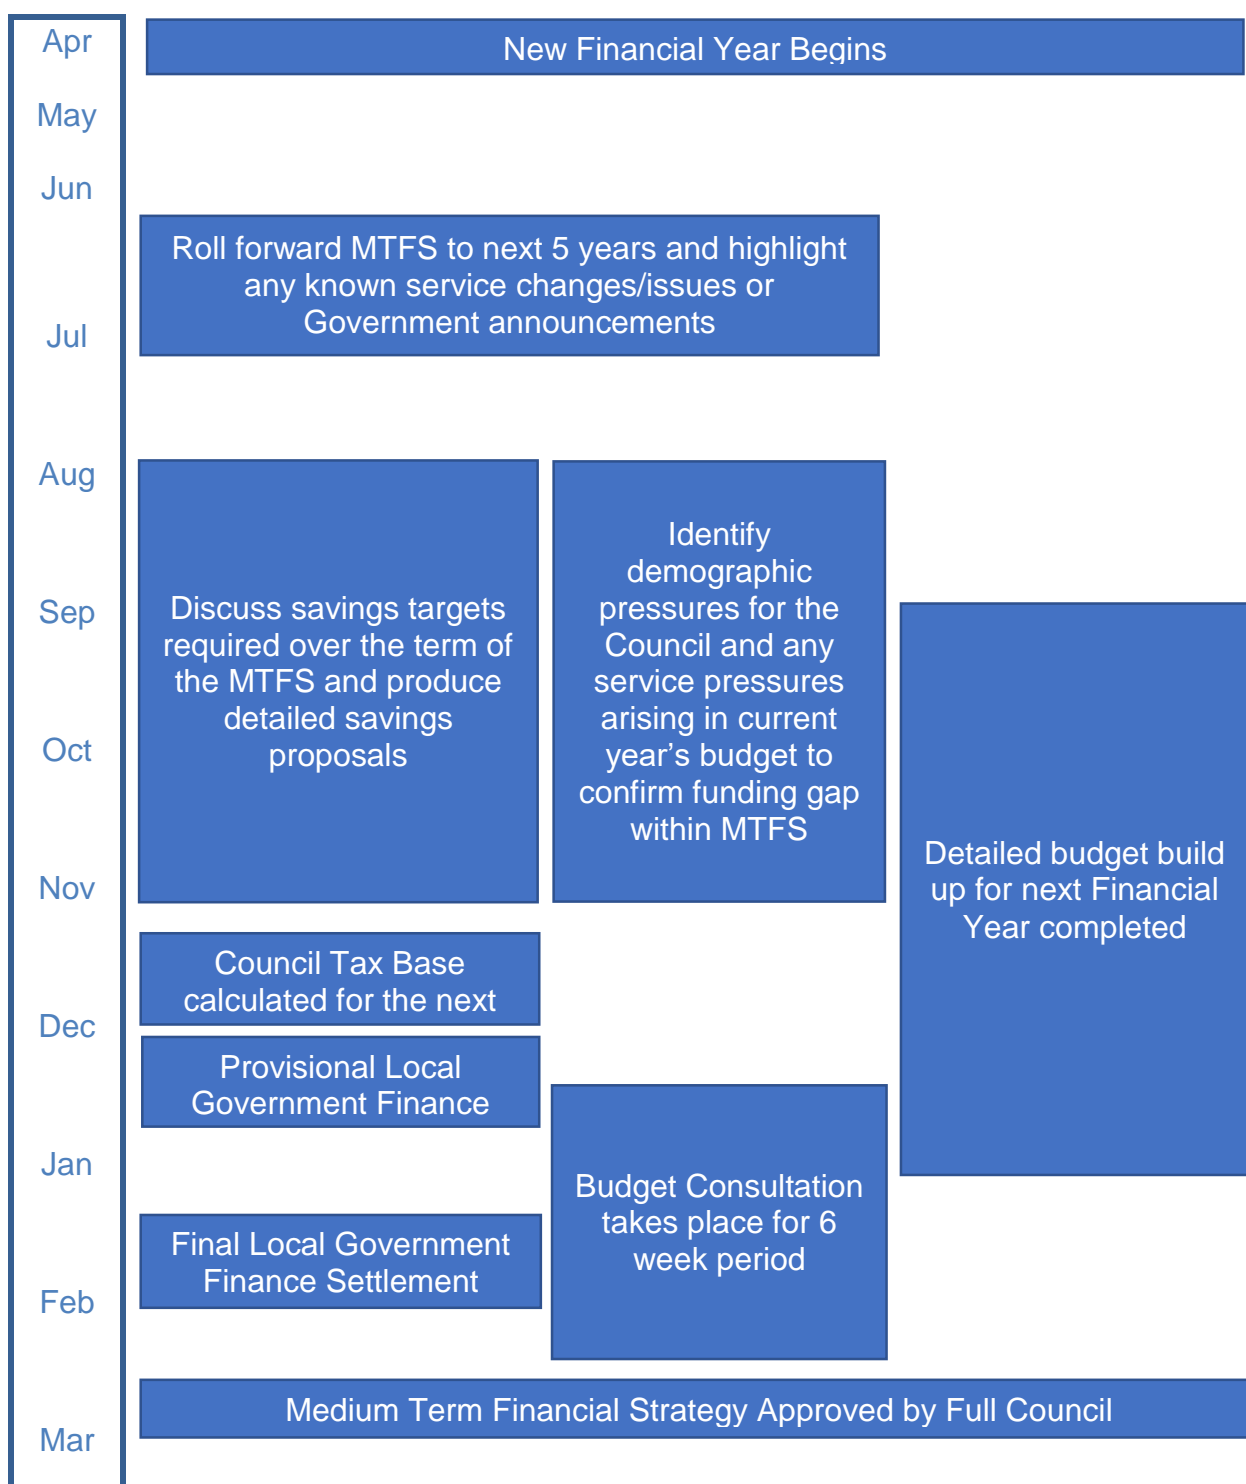 Apr
New Financial Year Begins
May
Jun
Roll forward MTFS to next 5 years and highlight
any known service changes/issues or
Government announcements
Jul
Aug
Discuss savings targets
required over the term of
the MTFS and produce
detailed savings
proposals
Identify
demographic
pressures for the
Council and any
service pressures
arising in current
year’s budget to
confirm funding gap
within MTFS
Sep
Oct
Detailed budget build
up for next Financial
Year completed
Nov
Council Tax Base
calculated for the next
Dec
Provisional Local
Government Finance
Jan
Budget Consultation
takes place for 6
week period
Final Local Government
Finance Settlement
Feb
Medium Term Financial Strategy Approved by Full Council
Mar